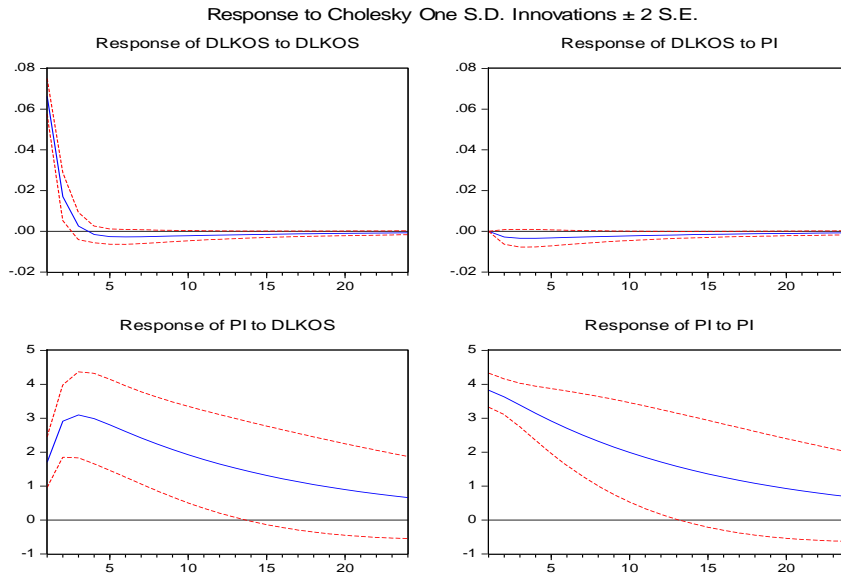 Response to Cholesky One S.D. Innovations ± 2 S.E.
Response of DLKOS to DLKOS
.08
.06
.04
.02
.00
-.02
5 10 15 20
Response of DLKOS to PI
.08
.06
.04
.02
.00
-.02
5 10 15 20
Response of PI to DLKOS
5
4
3
2
1
0
-1
5 10 15 20
Response of PI to PI
5
4
3
2
1
0
-1
5 10 15 20